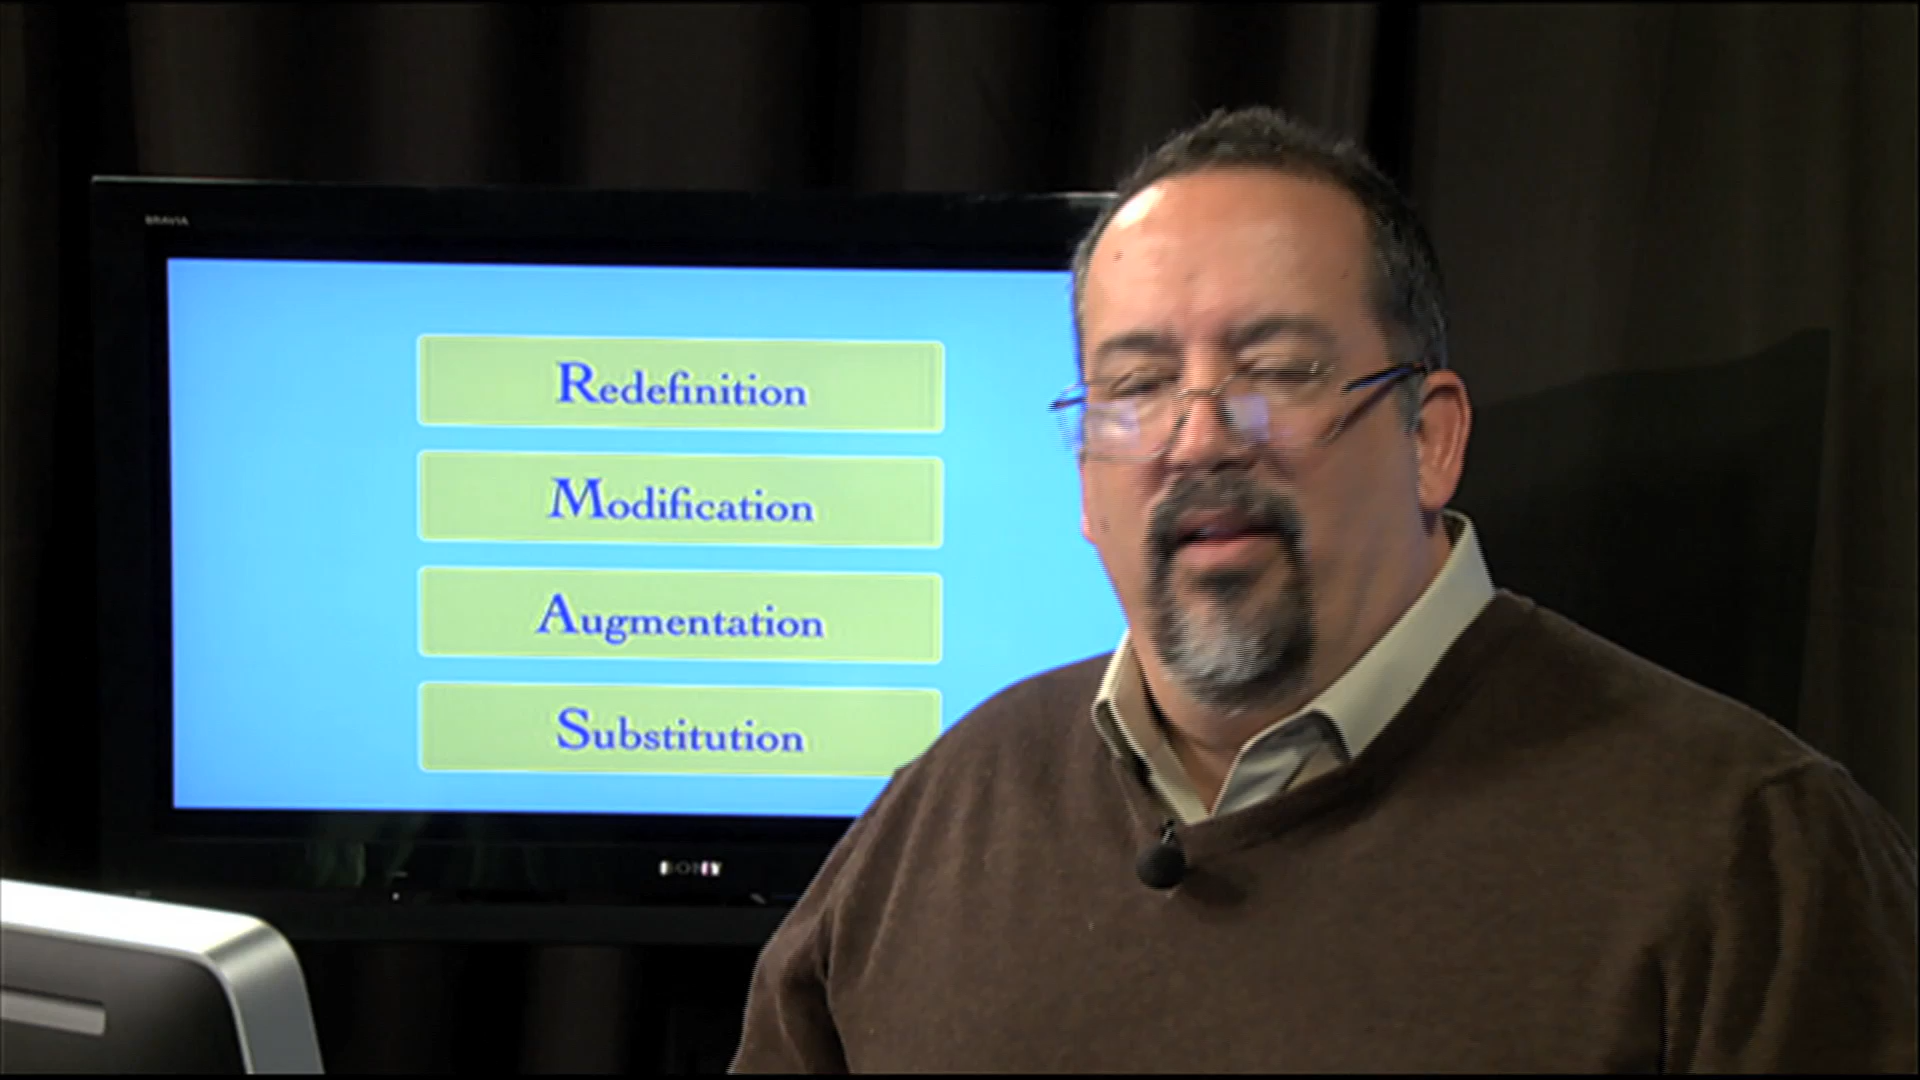 BRAVIA
Redefinition
Modification
Augmentation
Substitution
SONY